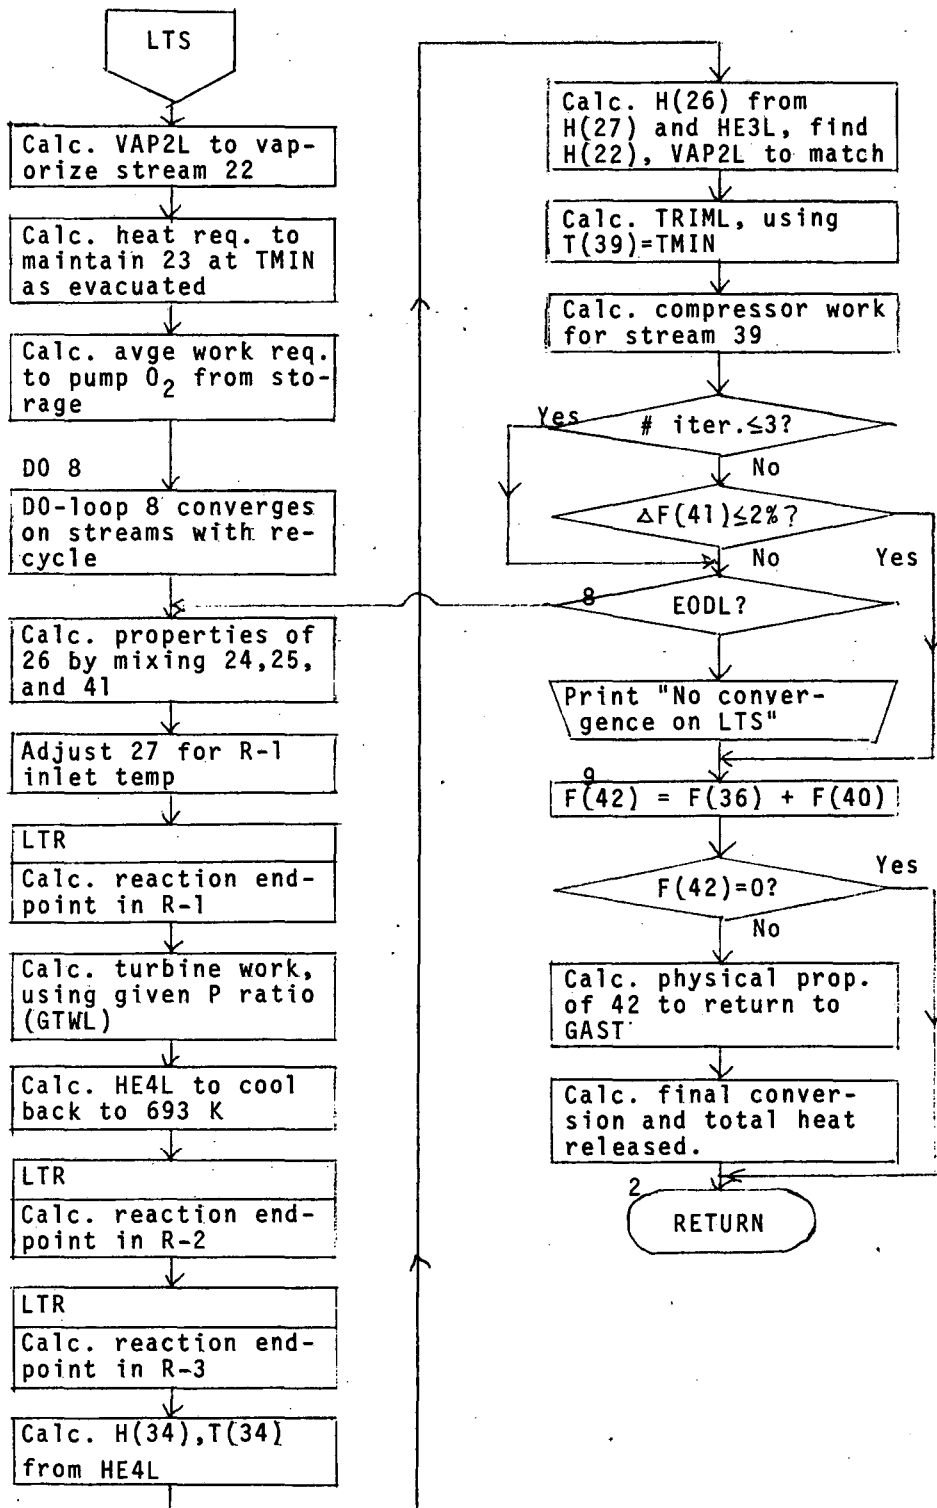 LTS
Calc. VAP2L to vap-
orize stream 22
Calc. heat req. to
maintain 23 at TMIN
as evacuated
Calc. avge work req.
to pump O2 from sto-
rage
DO 8
DO-loop 8 converges
on streams with re-
cycle
Calc. properties of
26 by mixing 24,25,
and 41
Adjust 27 for R-1
inlet temp
LTR
Calc. reaction end-
point in R-1
Calc. turbine work,
using given P ratio
(GTWL)
Calc. HE4L to cool
back to 693 K
LTR
Calc. reaction end-
point in R-2
LTR
Calc. reaction end-
point in R-3
Calc. H(34),T(34)
from HE4L
Calc. H(26) from
H(27) and HE3L, find
H(22), VAP2L to match
Calc. TRIML, using
T(39)=TMIN
Calc. compressor work
for stream 39
Yes
# iter.≤3?
No
ΔF(41)≤2%?
No
Yes
8
EODL?
Print "No conver-
gence on LTS"
9
F(42) = F(36) + F(40)
Yes
F(42)=0?
No
Calc. physical prop.
of 42 to return to
GAST
Calc. final conver-
sion and total heat
released.
2
RETURN